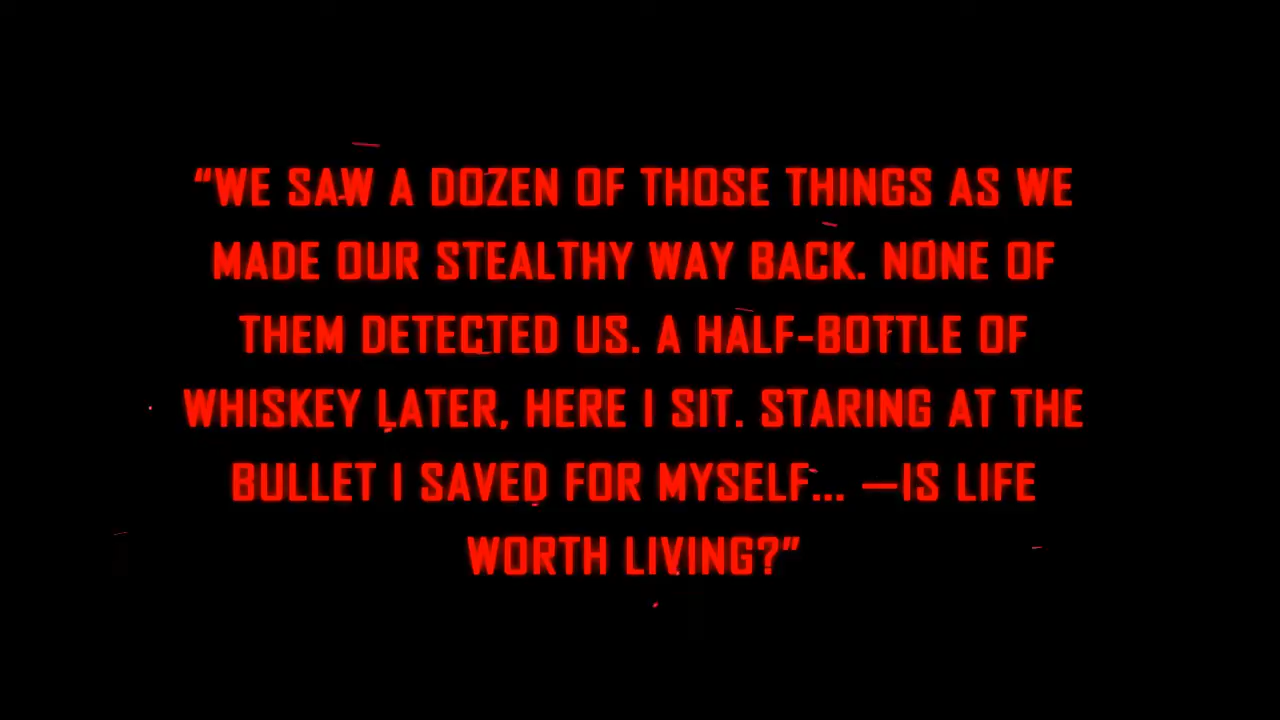 “WE SAW A DOZEN OF THOSE THINGS AS WE
MADE OUR STEALTHY WAY BACK. NONE OF
THEM DETECTED US. A HALF-BOTTLE OF
WHISKEY LATER, HERE I SIT. STARING AT THE
BULLET I SAVED FOR MYSELF... —IS LIFE
WORTH LIVING?”